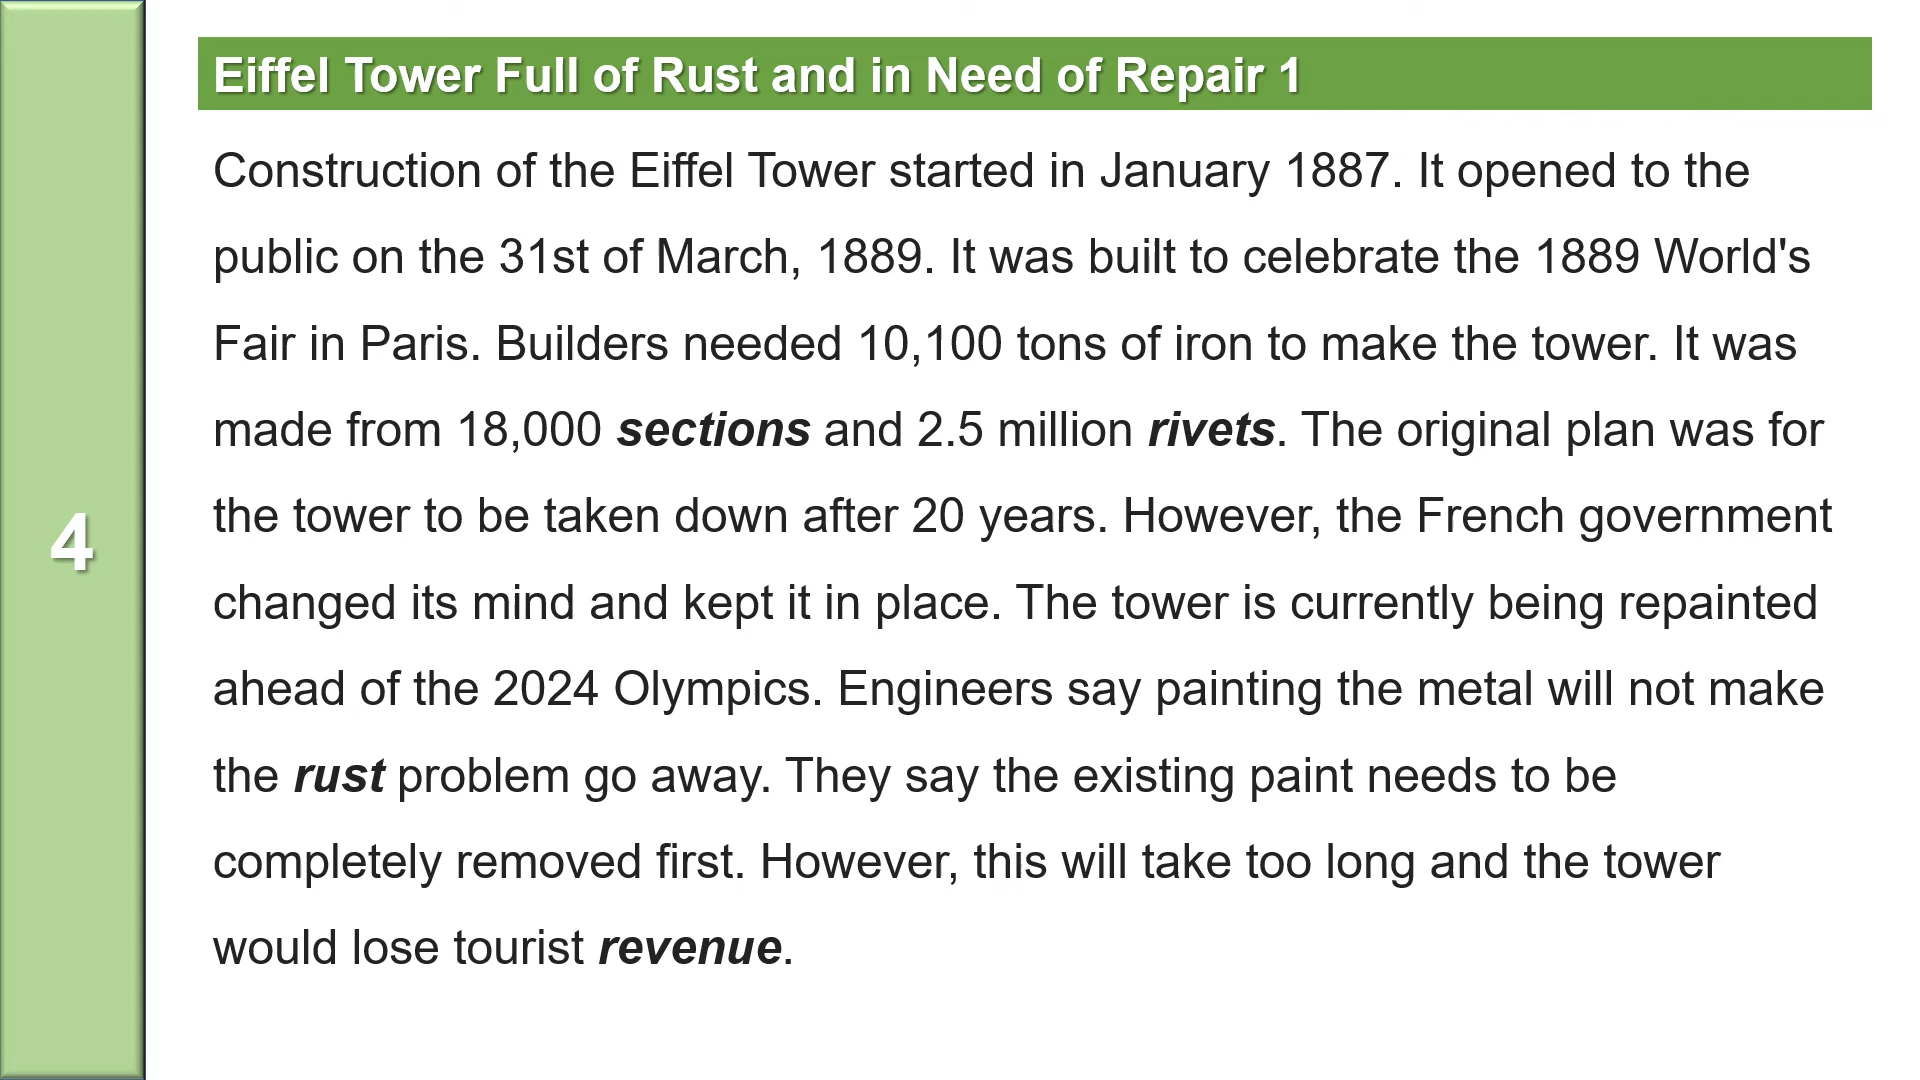 Eiffel Tower Full of Rust and in Need of Repair 1
Construction of the Eiffel Tower started in January 1887. It opened to the
public on the 31st of March, 1889. It was built to celebrate the 1889 World's
Fair in Paris. Builders needed 10,100 tons of iron to make the tower. It was
made from 18,000 sections and 2.5 million rivets. The original plan was for
the tower to be taken down after 20 years. However, the French government
changed its mind and kept it in place. The tower is currently being repainted
ahead of the 2024 Olympics. Engineers say painting the metal will not make
the rust problem go away. They say the existing paint needs to be
completely removed first. However, this will take too long and the tower
would lose tourist revenue.
4